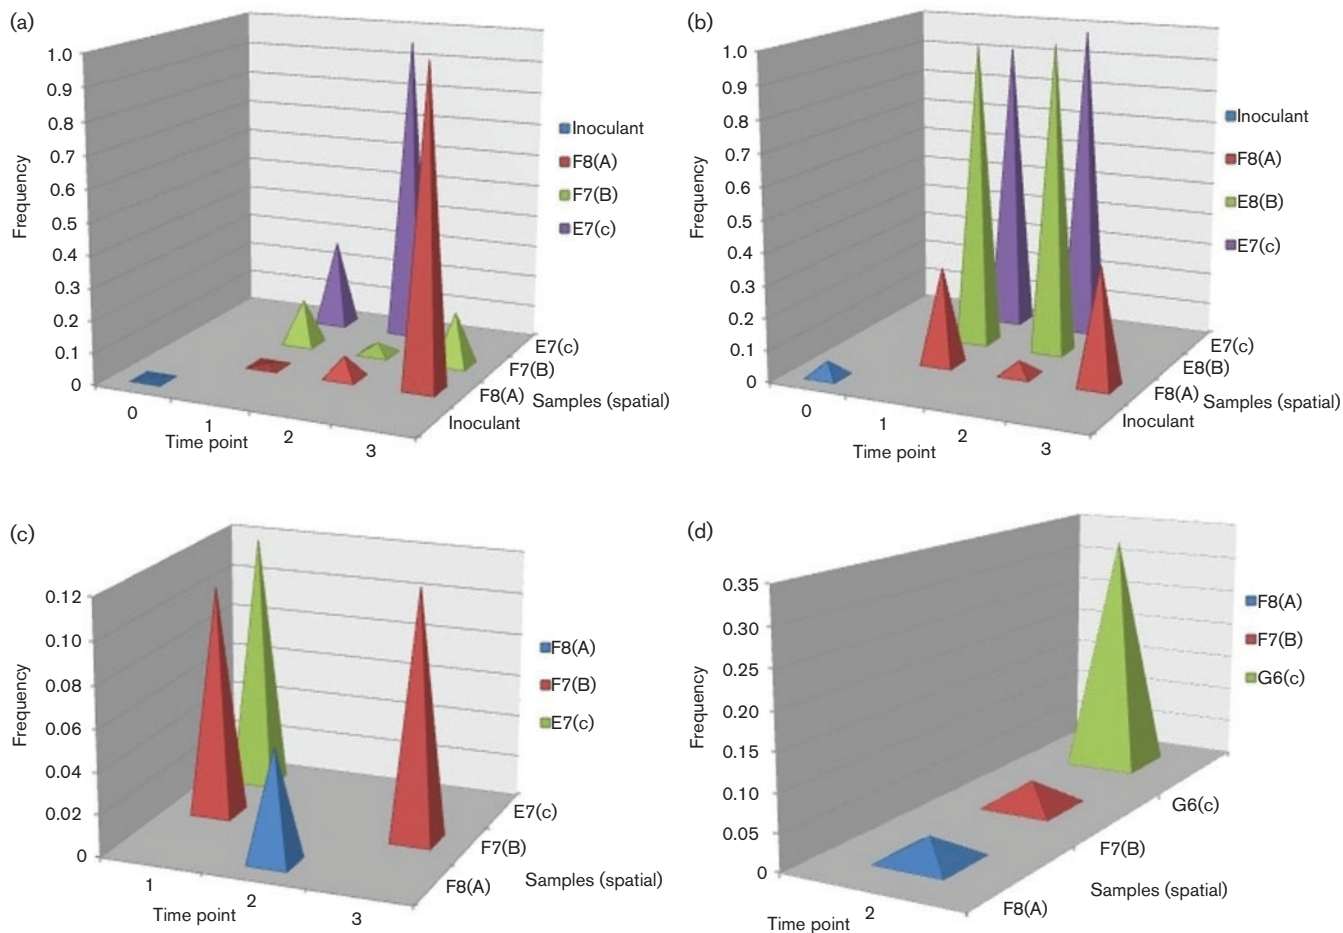 (a)
1.0
0.9
0.8
0.7
0.6
0.5
0.4
0.3
0.2
0.1
0
Frequency
0
1
2
3
Time point
Inoculant
F8(A)
F7(B)
E7(c)
Samples (spatial)
Inoculant
F8(A)
F7(B)
E7(c)
(b)
1.0
0.9
0.8
0.7
0.6
0.5
0.4
0.3
0.2
0.1
0
Frequency
0
1
2
3
Time point
Inoculant
F8(A)
E8(B)
E7(c)
Samples (spatial)
Inoculant
F8(A)
E8(B)
E7(c)
(c)
0.12
0.10
0.08
0.06
0.04
0.02
0
Frequency
1
2
3
Time point
F8(A)
F7(B)
E7(c)
Samples (spatial)
F8(A)
F7(B)
E7(c)
(d)
0.35
0.30
0.25
0.20
0.15
0.10
0.05
0
Frequency
2
Time point
F8(A)
F7(B)
G6(c)
Samples (spatial)
F8(A)
F7(B)
G6(c)